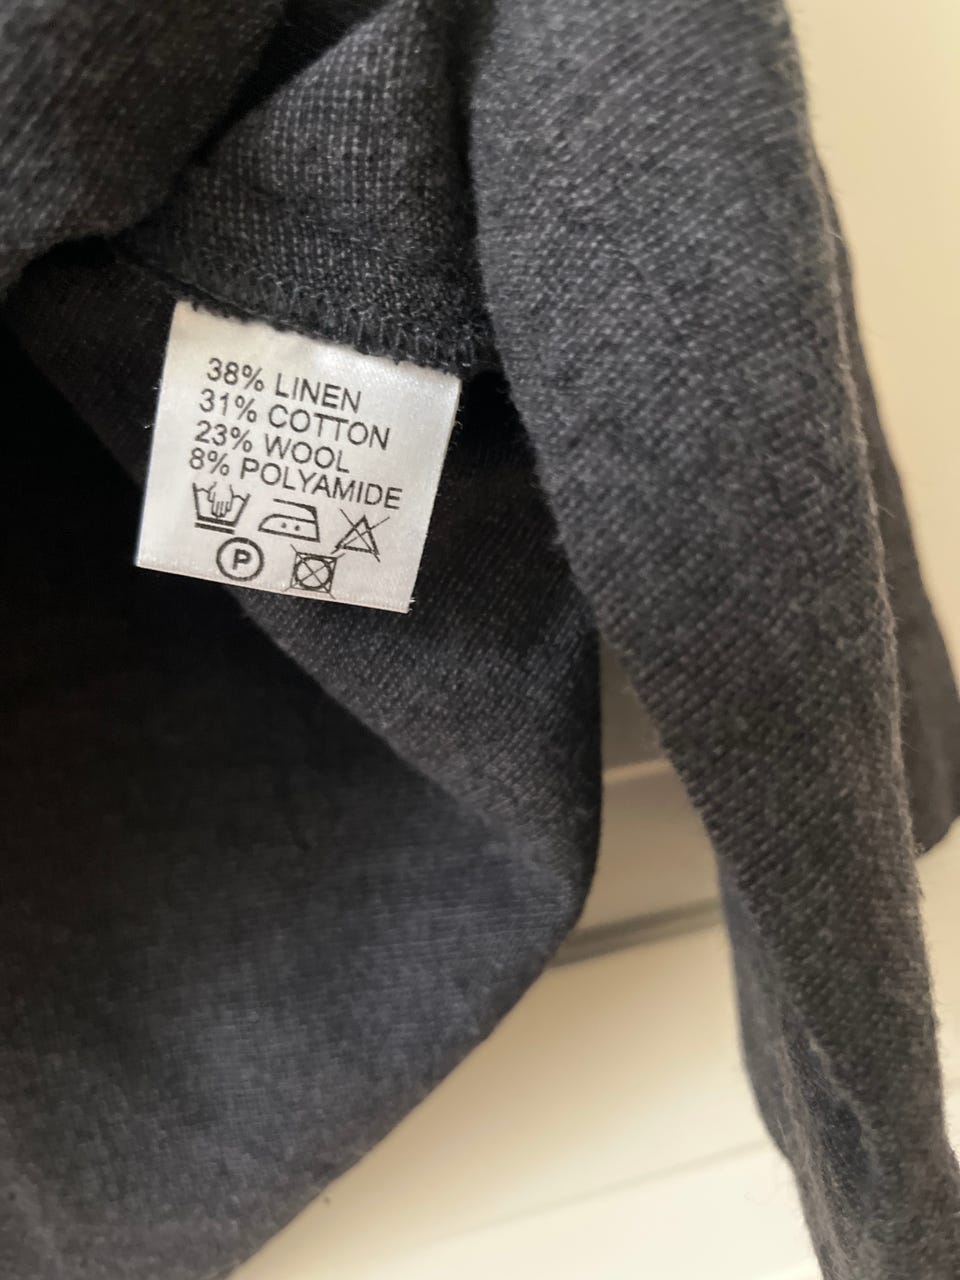 38% LINEN
31% COTTON
23% WOOL
8% POLYAMIDE
P